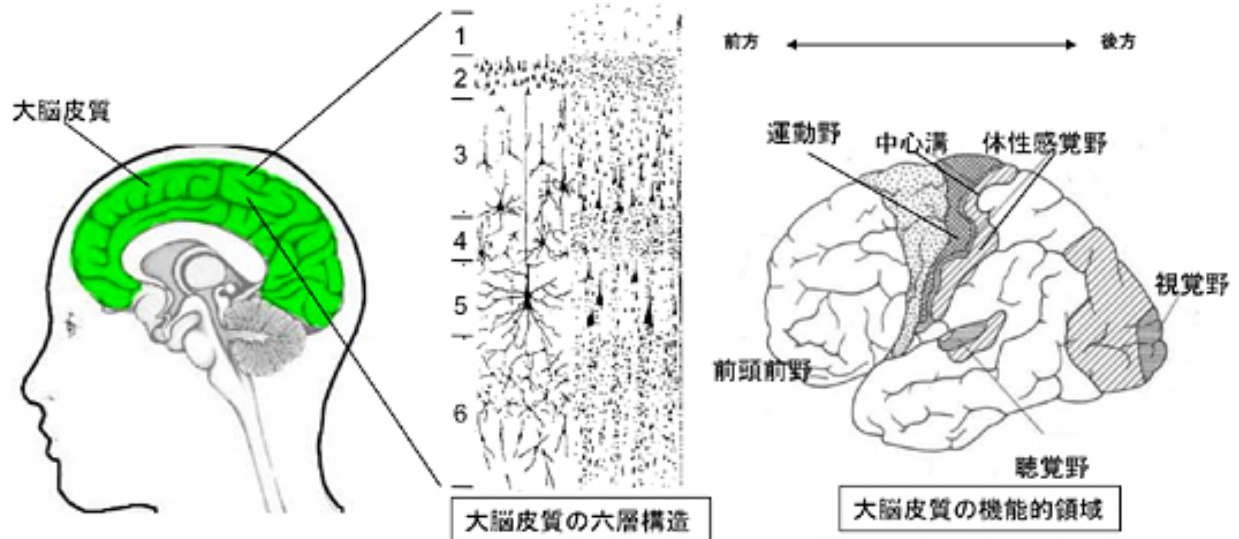 大脳皮質
1
2
3
4
5
6
大脳皮質の六層構造
前方
後方
運動野
中心溝
体性感覚野
視覚野
前頭前野
聴覚野
大脳皮質の機能的領域